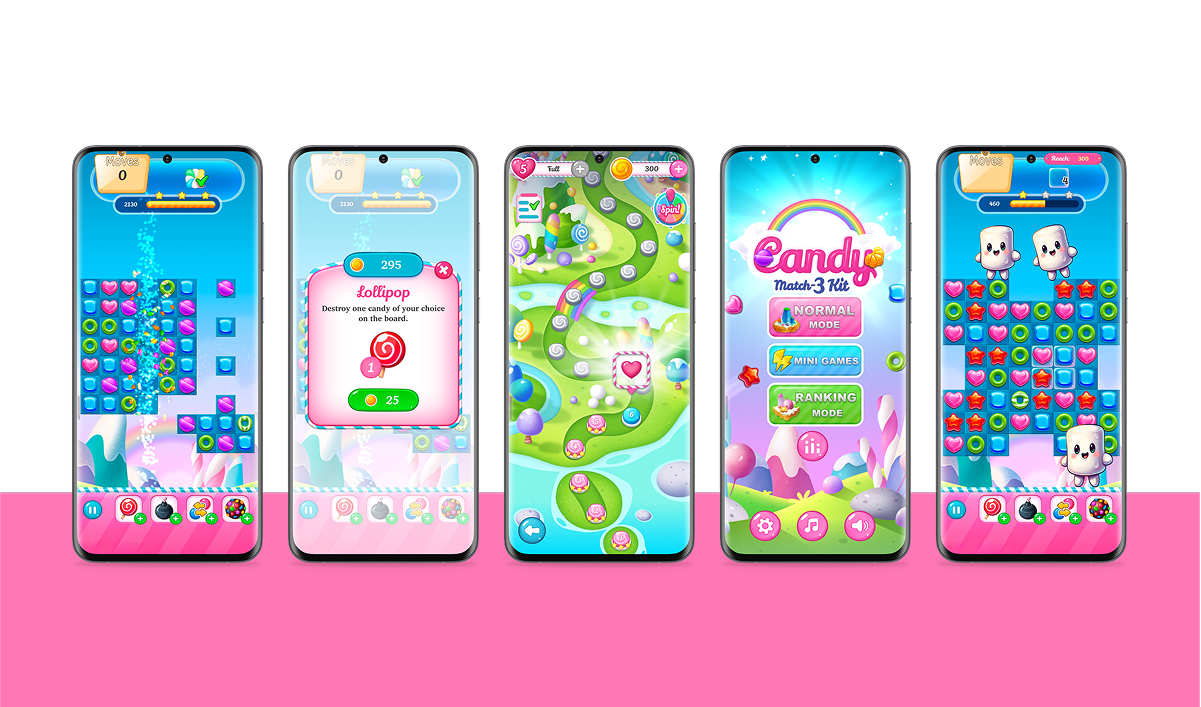 Moves
0
2130
Moves
0
2130
295
Lollipop
Destroy one candy of your choice
on the board.
1
25
5
Full
300
Spin!
6
Candy
Match-3 Kit
NORMAL
MODE
MINI GAMES
RANKING
MODE
Moves
Reach: 300
4
460